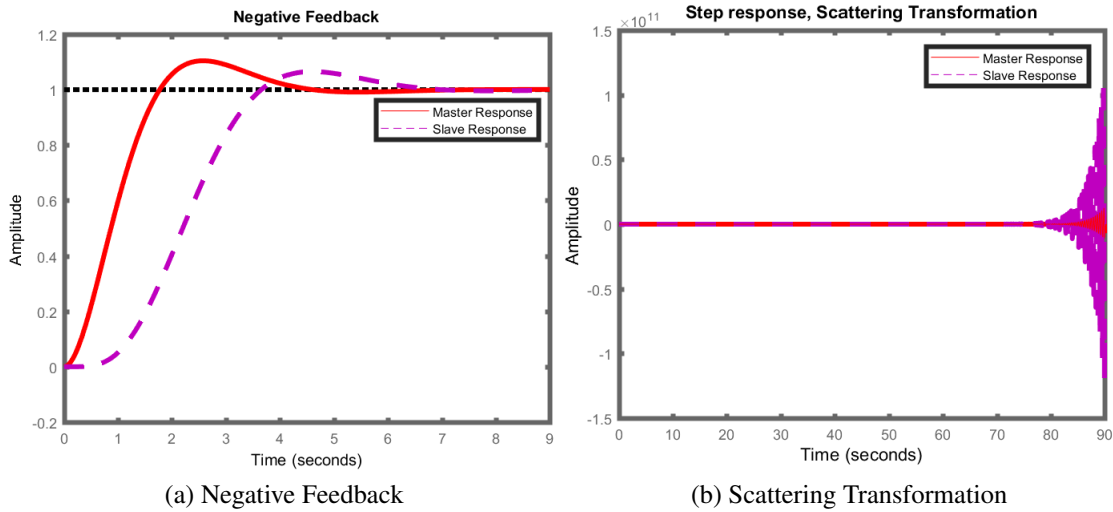 Negative Feedback
1.2
1
0.8
0.6
0.4
0.2
0
-0.2
Amplitude
Master Response
Slave Response
0 1 2 3 4 5 6 7 8 9
Time (seconds)
(a) Negative Feedback
Step response, Scattering Transformation
×10^11
1.5
1
0.5
0
-0.5
-1
-1.5
Amplitude
Master Response
Slave Response
0 10 20 30 40 50 60 70 80 90
Time (seconds)
(b) Scattering Transformation